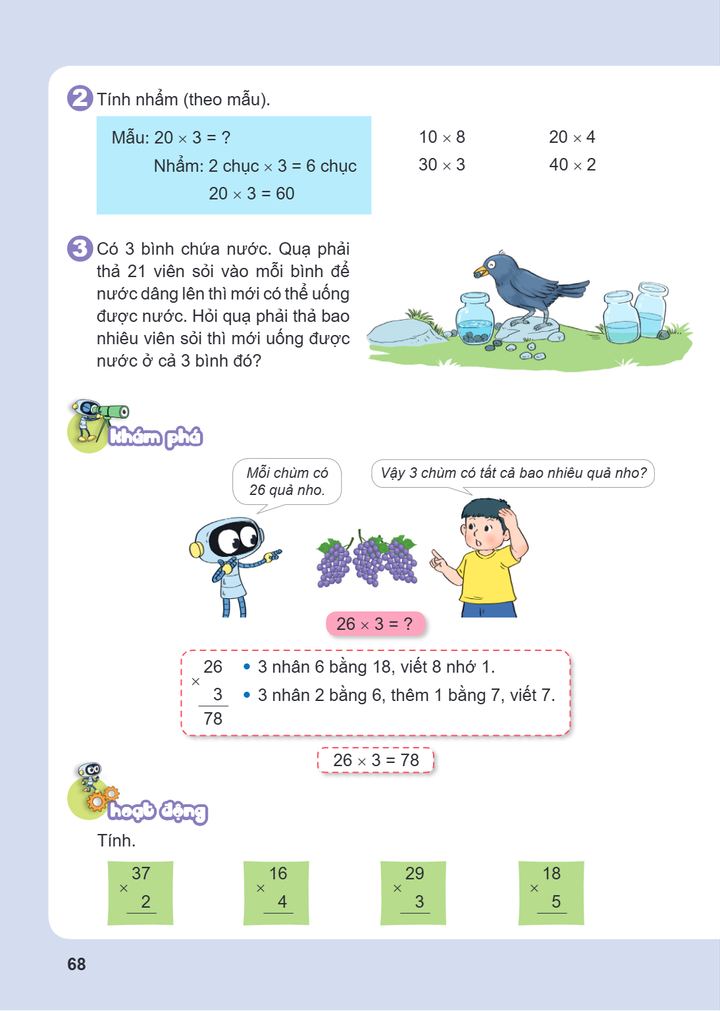 2 Tính nhẩm (theo mẫu).
Mẫu: 20 × 3 = ?
Nhẩm: 2 chục × 3 = 6 chục
20 × 3 = 60
10 × 8 20 × 4
30 × 3 40 × 2
3 Có 3 bình chứa nước. Quạ phải
thả 21 viên sỏi vào mỗi bình để
nước dâng lên thì mới có thể uống
được nước. Hỏi quạ phải thả bao
nhiêu viên sỏi thì mới uống được
nước ở cả 3 bình đó?
khám phá
Mỗi chùm có
26 quả nho.
Vậy 3 chùm có tất cả bao nhiêu quả nho?
26 × 3 = ?
26
×
3
78
• 3 nhân 6 bằng 18, viết 8 nhớ 1.
• 3 nhân 2 bằng 6, thêm 1 bằng 7, viết 7.
26 × 3 = 78
hoạt động
Tính.
37
×
2
16
×
4
29
×
3
18
×
5
68